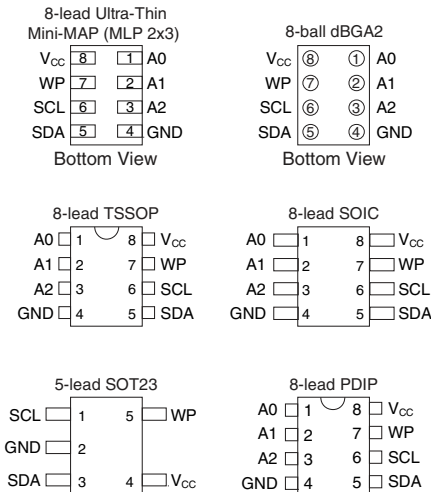 8-lead Ultra-Thin
Mini-MAP (MLP 2x3)
VCC 8 1 A0
WP 7 2 A1
SCL 6 3 A2
SDA 5 4 GND
Bottom View
8-ball dBGA2
VCC 8 1 A0
WP 7 2 A1
SCL 6 3 A2
SDA 5 4 GND
Bottom View
8-lead TSSOP
A0 1 8 VCC
A1 2 7 WP
A2 3 6 SCL
GND 4 5 SDA
8-lead SOIC
A0 1 8 VCC
A1 2 7 WP
A2 3 6 SCL
GND 4 5 SDA
5-lead SOT23
SCL 1 5 WP
GND 2
SDA 3 4 VCC
8-lead PDIP
A0 1 8 VCC
A1 2 7 WP
A2 3 6 SCL
GND 4 5 SDA